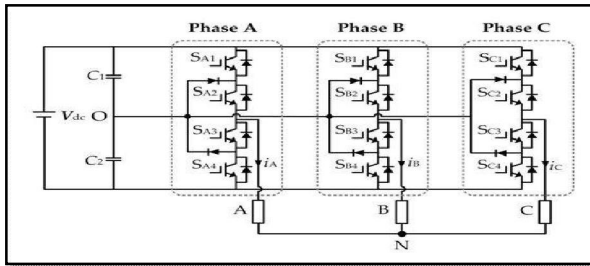 Phase A
Phase B
Phase C
SA1
SB1
SC1
C1
SA2
SB2
SC2
Vdc
O
SA3
SB3
SC3
C2
SA4
iA
SB4
iB
SC4
iC
A
B
C
N